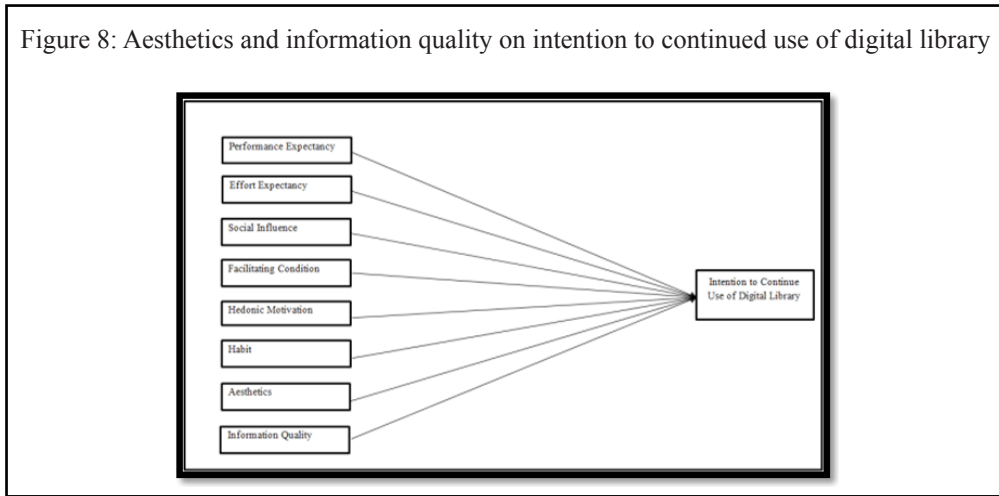 Figure 8: Aesthetics and information quality on intention to continued use of digital library
Performance Expectancy
Effort Expectancy
Social Influence
Facilitating Condition
Hedonic Motivation
Habit
Aesthetics
Information Quality
Intention to Continue
Use of Digital Library